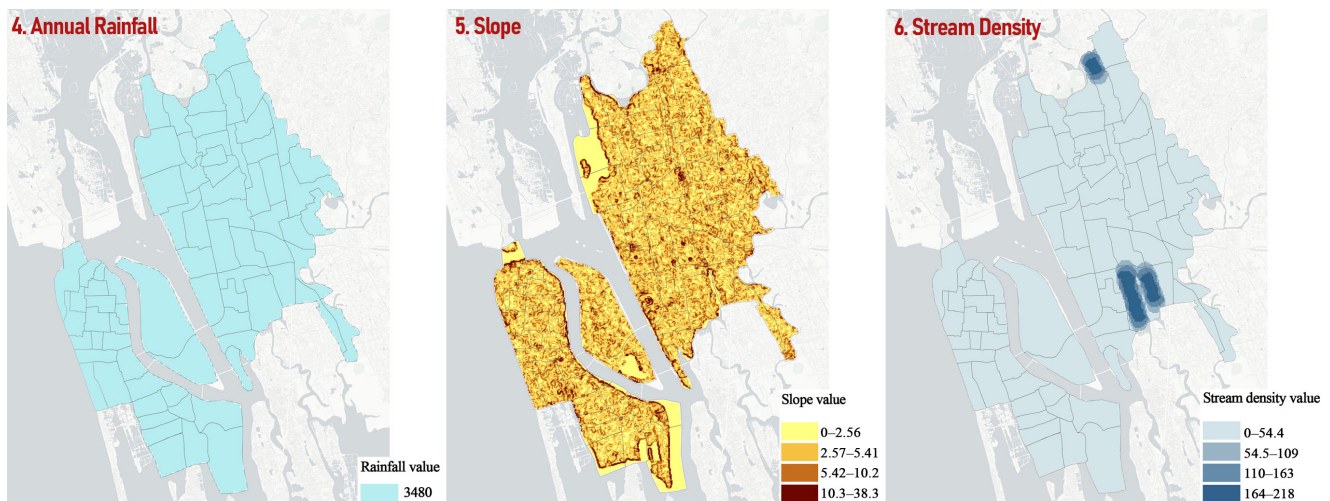 4. Annual Rainfall
Rainfall value
3480
5. Slope
Slope value
0–2.56
2.57–5.41
5.42–10.2
10.3–38.3
6. Stream Density
Stream density value
0–54.4
54.5–109
110–163
164–218